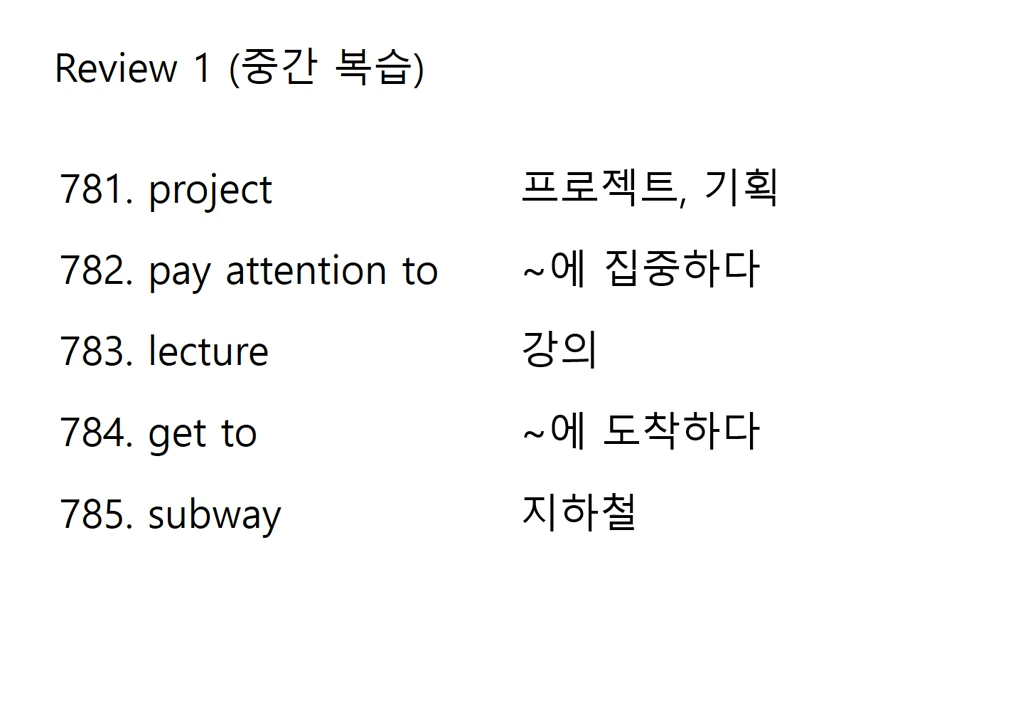 Review 1 (중간 복습)
781. project 프로젝트, 기획
782. pay attention to ~에 집중하다
783. lecture 강의
784. get to ~에 도착하다
785. subway 지하철